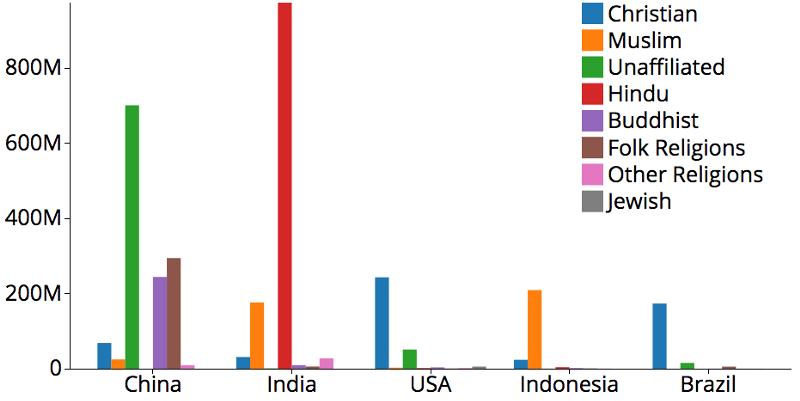 Christian
Muslim
Unaffiliated
Hindu
Buddhist
Folk Religions
Other Religions
Jewish
800M
600M
400M
200M
0
China India USA Indonesia Brazil